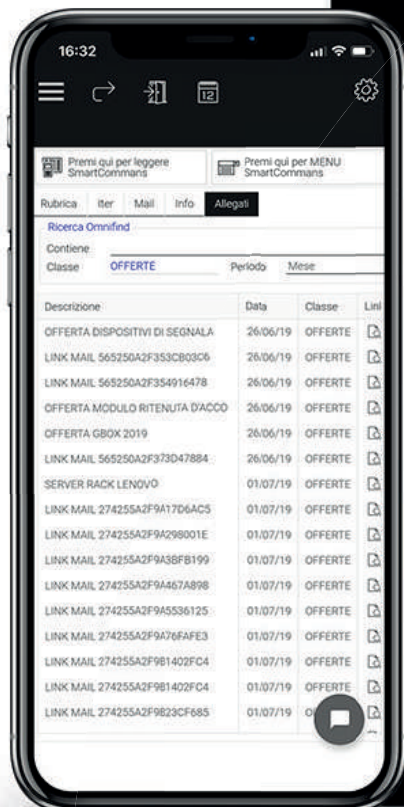 16:32
12
Premi qui per leggere
SmartCommans
Premi qui per MENU
SmartCommans
Rubrica Iter Mail Info Allegati
Ricerca Omnifind
Contiene
Classe OFFERTE Periodo Mese
Descrizione Data Classe Link
OFFERTA DISPOSITIVI DI SEGNALA 26/06/19 OFFERTE
LINK MAIL 565250A2F353CB03C6 26/06/19 OFFERTE
LINK MAIL 565250A2F354916478 26/06/19 OFFERTE
OFFERTA MODULO RITENUTA D'ACCO 26/06/19 OFFERTE
OFFERTA GBOX 2019 26/06/19 OFFERTE
LINK MAIL 565250A2F373D47884 26/06/19 OFFERTE
SERVER RACK LENOVO 01/07/19 OFFERTE
LINK MAIL 274255A2F9A17D6AC5 01/07/19 OFFERTE
LINK MAIL 274255A2F9A298001E 01/07/19 OFFERTE
LINK MAIL 274255A2F9A3BFB199 01/07/19 OFFERTE
LINK MAIL 274255A2F9A467A898 01/07/19 OFFERTE
LINK MAIL 274255A2F9A5536125 01/07/19 OFFERTE
LINK MAIL 274255A2F9A76FAFE3 01/07/19 OFFERTE
LINK MAIL 274255A2F9B1402FC4 01/07/19 OFFERTE
LINK MAIL 274255A2F9B1402FC4 01/07/19 OFFERTE
LINK MAIL 274255A2F9B23CF685 01/07/19